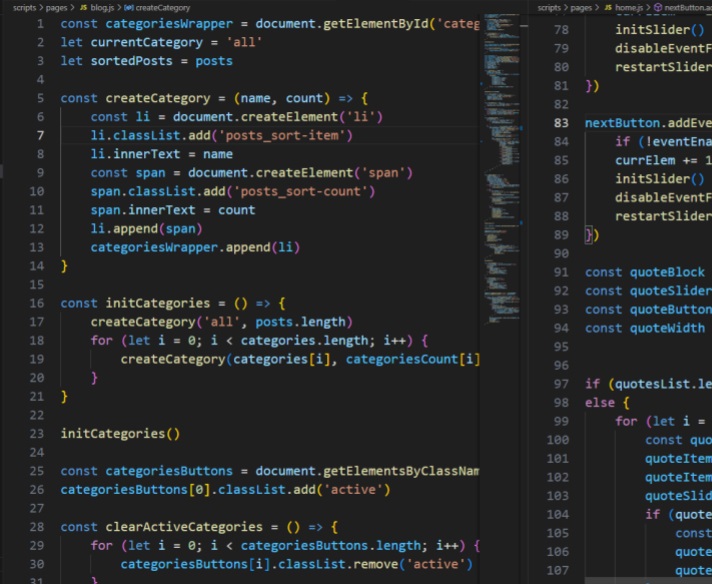 scripts > pages > JS blog.js > createCategory
1 const categoriesWrapper = document.getElementById('categ
2 let currentCategory = 'all'
3 let sortedPosts = posts
4
5 const createCategory = (name, count) => {
6 const li = document.createElement('li')
7 li.classList.add('posts_sort-item')
8 li.innerText = name
9 const span = document.createElement('span')
10 span.classList.add('posts_sort-count')
11 span.innerText = count
12 li.append(span)
13 categoriesWrapper.append(li)
14 }
15
16 const initCategories = () => {
17 createCategory('all', posts.length)
18 for (let i = 0; i < categories.length; i++) {
19 createCategory(categories[i], categoriesCount[i]
20 }
21 }
22
23 initCategories()
24
25 const categoriesButtons = document.getElementsByClassNam
26 categoriesButtons[0].classList.add('active')
27
28 const clearActiveCategories = () => {
29 for (let i = 0; i < categoriesButtons.length; i++) {
30 categoriesButtons[i].classList.remove('active')
31 }
scripts > pages > JS home.js > nextButton.ad
78 initSlider()
79 disableEventF
80 restartSlider
81 })
82
83 nextButton.addEve
84 if (!eventEna
85 currElem += 1
86 initSlider()
87 disableEventF
88 restartSlider
89 })
90
91 const quoteBlock
92 const quoteSlider
93 const quoteButton
94 const quoteWidth
95
96
97 if (quotesList.le
98 else {
99 for (let i =
100 const quo
101 quoteItem
102 quoteItem
103 quoteSlid
104 if (quote
105 const
106 quote
107 quote